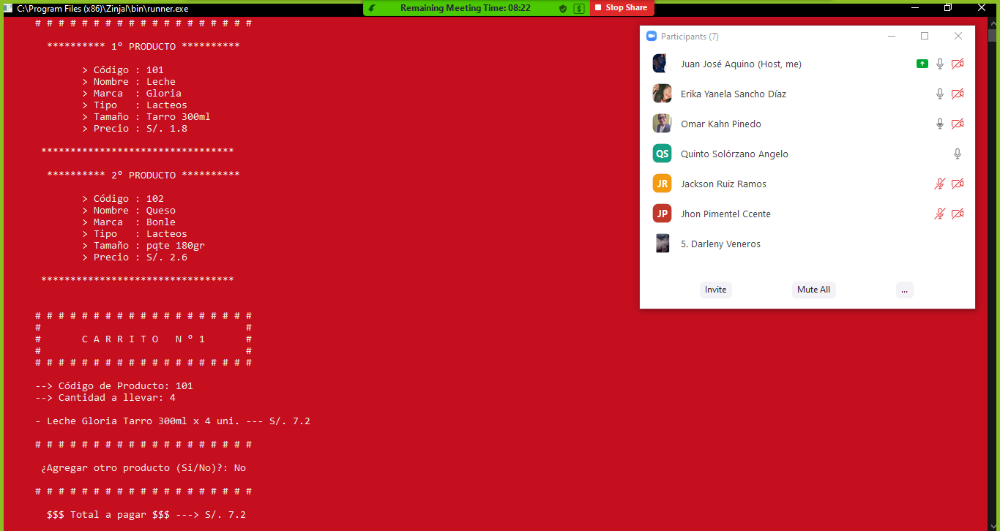 C:\Program Files (x86)\Zinjal\bin\runner.exe
Remaining Meeting Time: 08:22
$
Stop Share
# # # # # # # # # # # # # # # # # # #
********** 1º PRODUCTO **********
> Código : 101
> Nombre : Leche
> Marca  : Gloria
> Tipo   : Lacteos
> Tamaño : Tarro 300ml
> Precio : S/. 1.8
*********************************
********** 2º PRODUCTO **********
> Código : 102
> Nombre : Queso
> Marca  : Bonle
> Tipo   : Lacteos
> Tamaño : pqte 180gr
> Precio : S/. 2.6
*********************************
# # # # # # # # # # # # # # # # # # #
#                                   #
#       C A R R I T O   N º 1       #
#                                   #
# # # # # # # # # # # # # # # # # # #
--> Código de Producto: 101
--> Cantidad a llevar: 4
- Leche Gloria Tarro 300ml x 4 uni. --- S/. 7.2
# # # # # # # # # # # # # # # # # # #
¿Agregar otro producto (Si/No)?: No
# # # # # # # # # # # # # # # # # # #
$$$ Total a pagar $$$ ---> S/. 7.2
Participants (7)
Juan José Aquino (Host, me)
Erika Yanela Sancho Díaz
Omar Kahn Pinedo
QS Quinto Solórzano Angelo
JR Jackson Ruiz Ramos
JP Jhon Pimentel Ccente
5. Darleny Veneros
Invite
Mute All
...